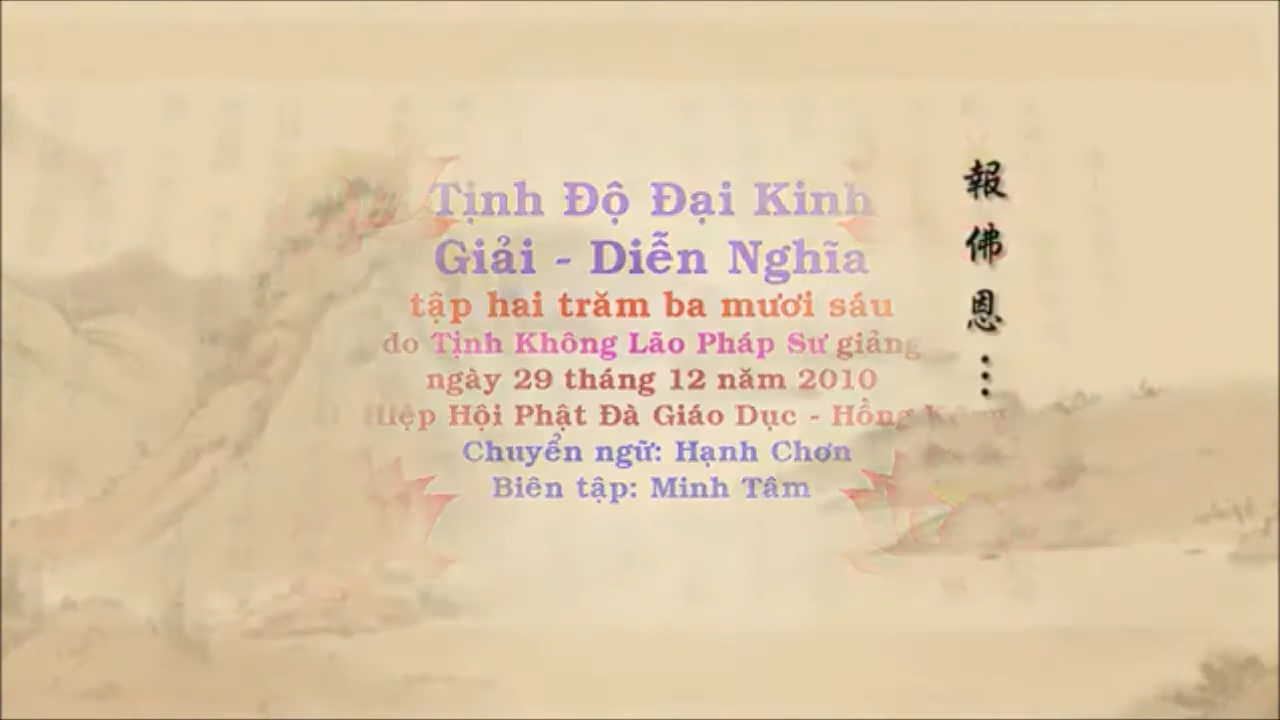 Tịnh Độ Đại Kinh
Giải - Diễn Nghĩa
tập hai trăm ba mươi sáu
do Tịnh Không Lão Pháp Sư giảng
ngày 29 tháng 12 năm 2010
Hiệp Hội Phật Đà Giáo Dục - Hồng
Chuyển ngữ: Hạnh Chơn
Biên tập: Minh Tâm
報佛恩…